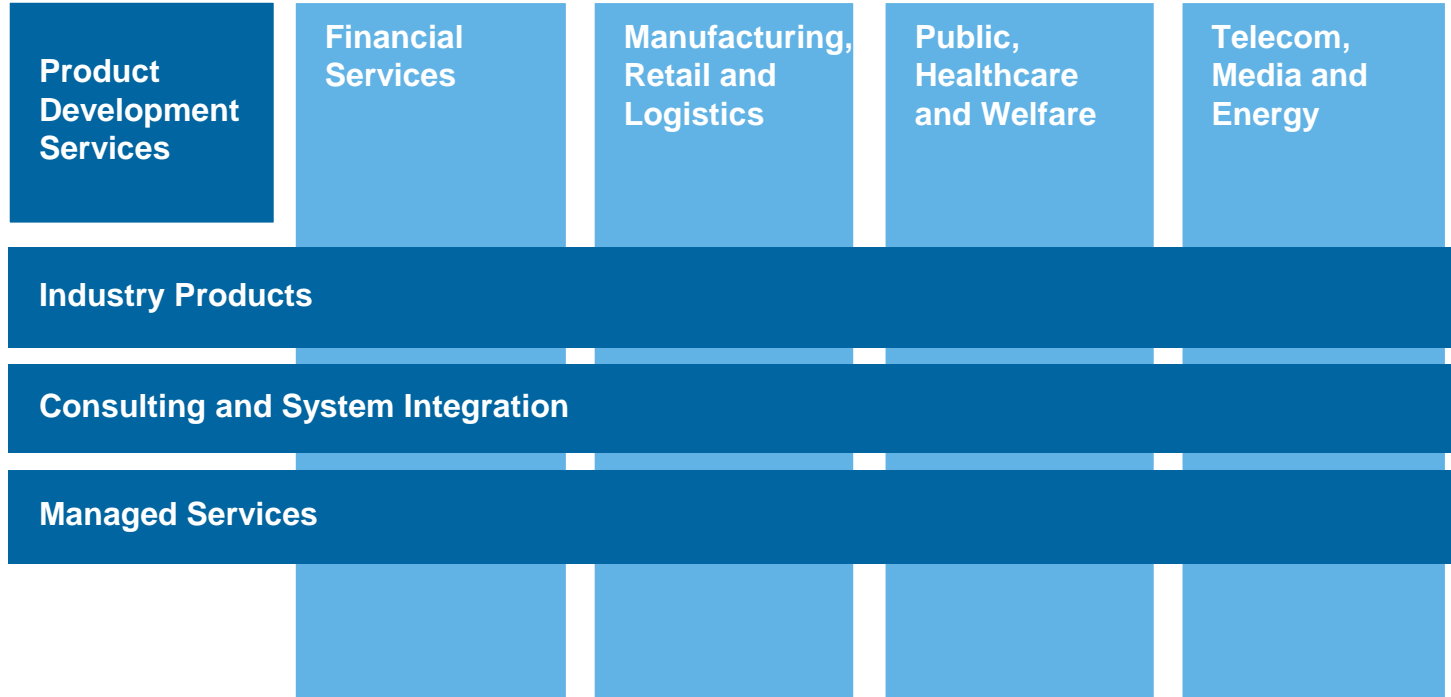 Product
Development
Services
Financial
Services
Manufacturing,
Retail and
Logistics
Public,
Healthcare
and Welfare
Telecom,
Media and
Energy
Industry Products
Consulting and System Integration
Managed Services